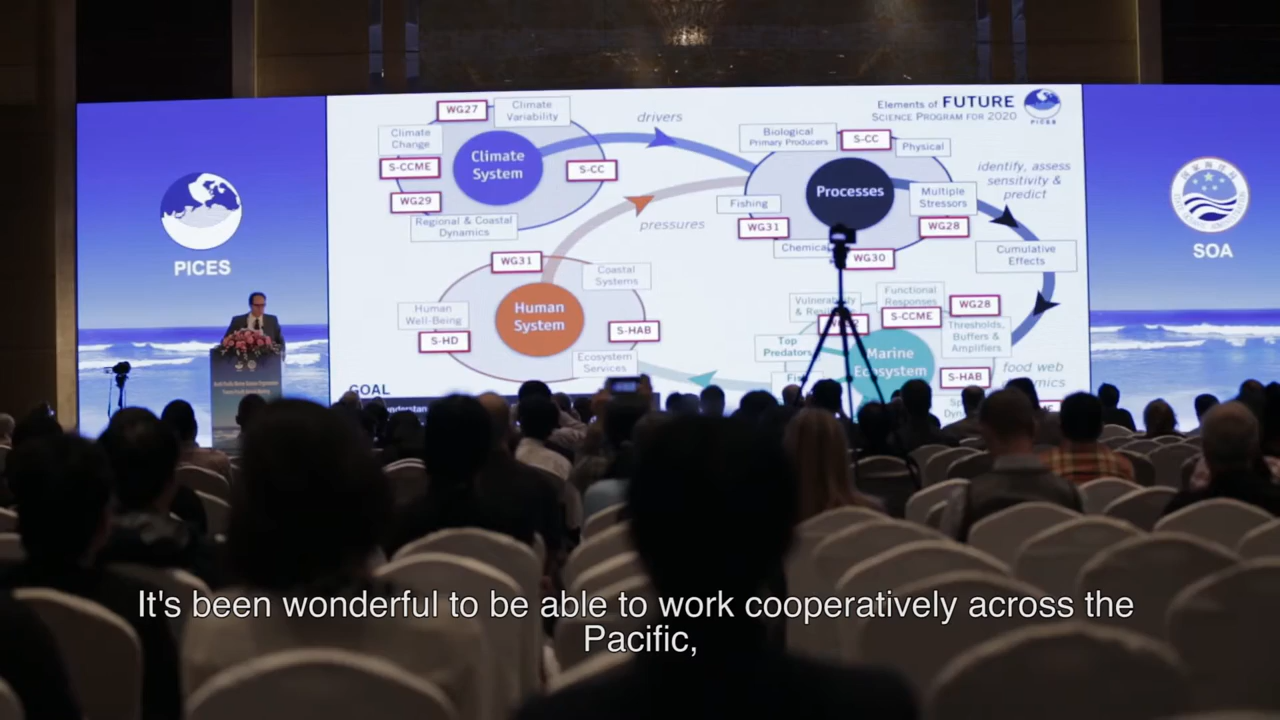 PICES
Elements of FUTURE
SCIENCE PROGRAM FOR 2020
PICES
WG27
Climate
Variability
Climate
Change
S-CCME
WG29
Regional & Coastal
Dynamics
Climate
System
S-CC
drivers
pressures
Biological
Primary Producers
S-CC
Physical
Processes
Fishing
WG31
Multiple
Stressors
WG28
WG30
identify, assess
sensitivity &
predict
Cumulative
Effects
WG31
Coastal
Systems
Human
Well-Being
S-HD
Human
System
S-HAB
Ecosystem
Services
Functional
Responses
S-CCME
WG28
Thresholds,
Buffers &
Amplifiers
Top
Predators
Marine
Ecosystem
S-HAB
food web
GOAL
SOA
It's been wonderful to be able to work cooperatively across the
Pacific,